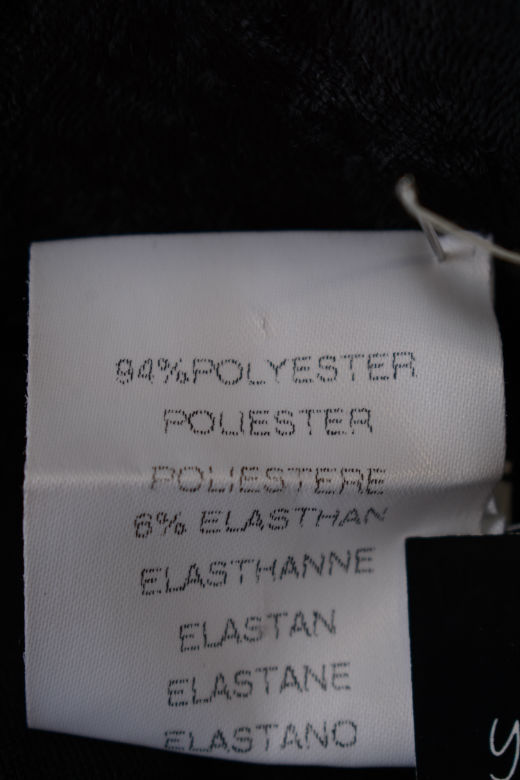 94%POLYESTER
POLIESTER
POLIESTERE
6% ELASTHAN
ELASTHANNE
ELASTAN
ELASTANE
ELASTANO
y